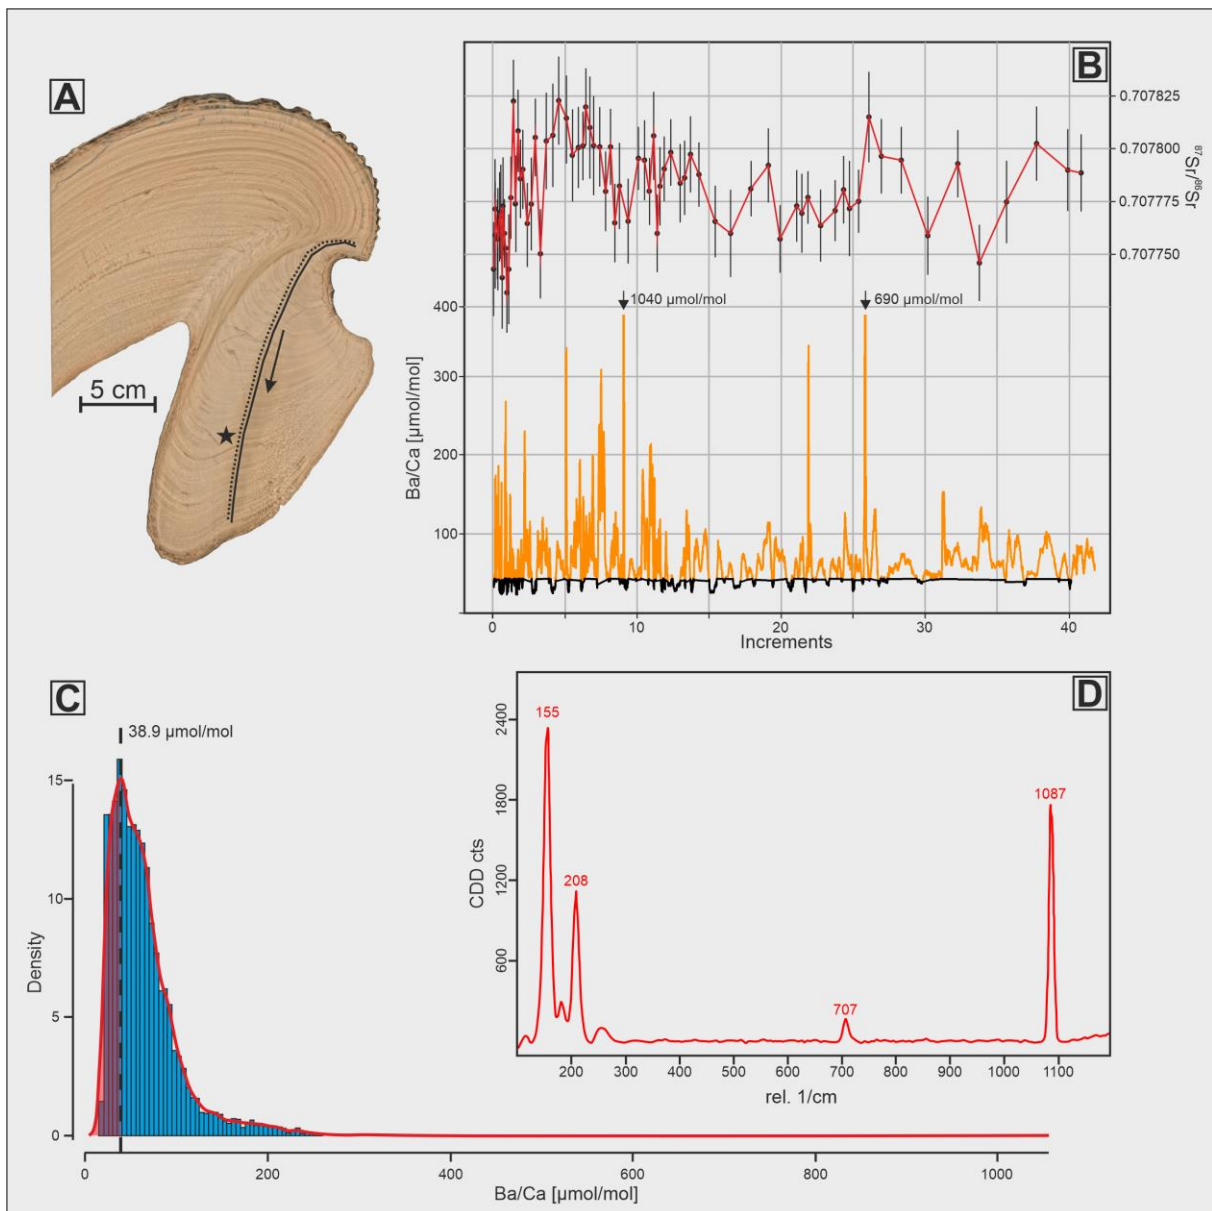 A
5 cm
B
0.707825
0.707800
0.707775
0.707750
⁸⁷Sr/⁸⁶Sr
1040 µmol/mol
690 µmol/mol
400
300
200
100
Ba/Ca [µmol/mol]
0
10
20
30
40
Increments
C
38.9 µmol/mol
15
10
5
0
Density
0
200
400
600
800
1000
Ba/Ca [µmol/mol]
D
2400
1800
1200
600
CDD cts
155
208
707
1087
200
300
400
500
600
700
800
900
1000
1100
rel. 1/cm